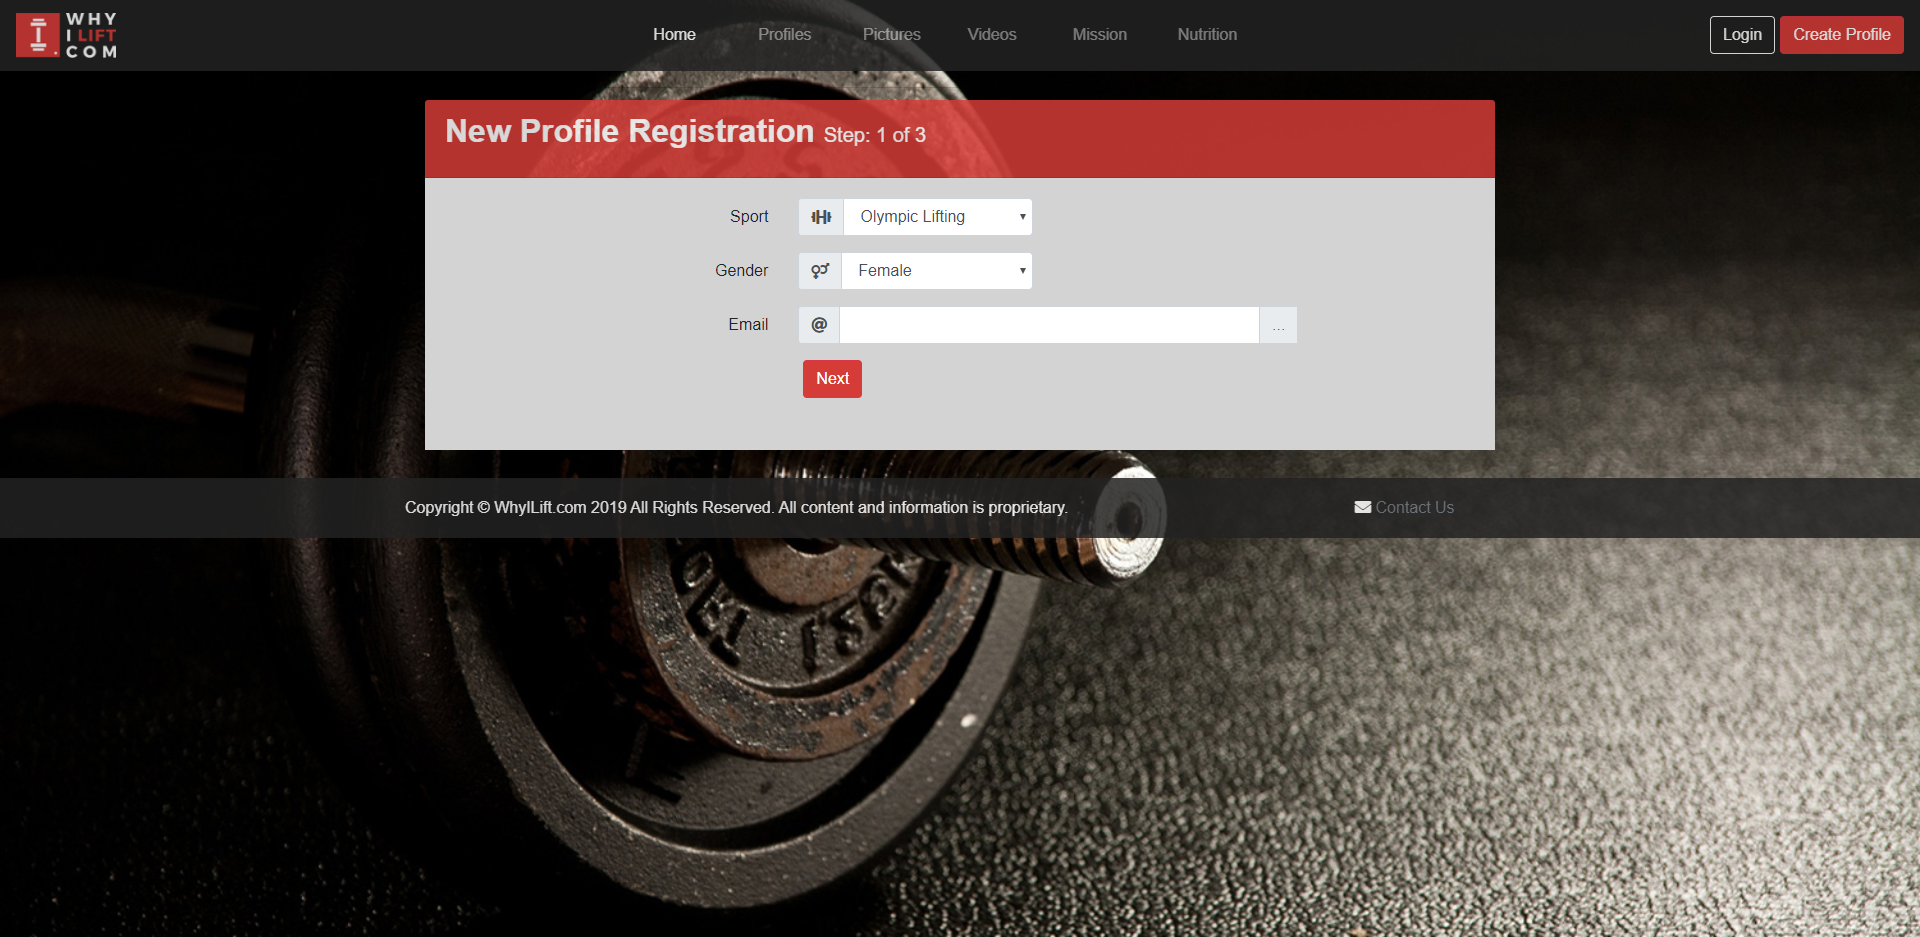 WHY
I LIFT
.COM
Home Profiles Pictures Videos Mission Nutrition
Login Create Profile
New Profile Registration Step: 1 of 3
Sport Olympic Lifting
Gender Female
Email @ ...
Next
Copyright © WhyILift.com 2019 All Rights Reserved. All content and information is proprietary.
Contact Us